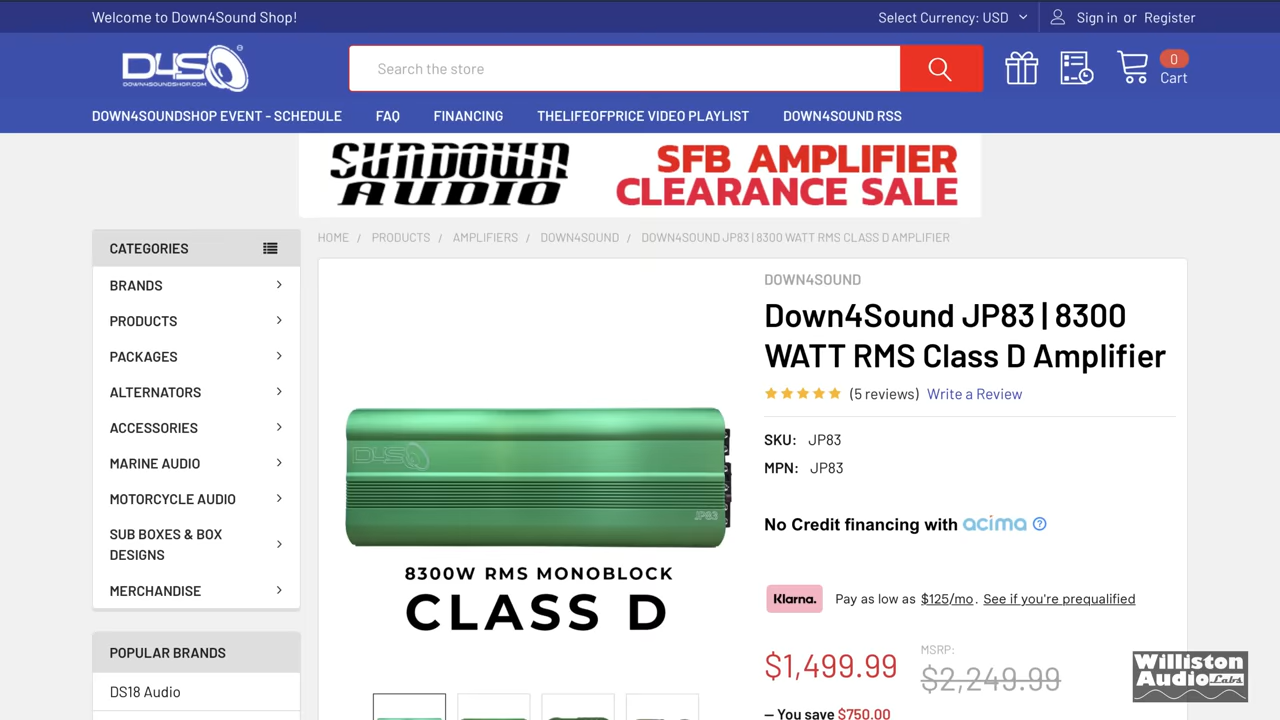 Welcome to Down4Sound Shop!
Select Currency: USD
Sign in or Register
D4S
DOWN4SOUNDSHOP.COM
Search the store
0
Cart
DOWN4SOUNDSHOP EVENT - SCHEDULE
FAQ
FINANCING
THELIFEOFPRICE VIDEO PLAYLIST
DOWN4SOUND RSS
SUNDOWN
AUDIO
SFB AMPLIFIER
CLEARANCE SALE
HOME / PRODUCTS / AMPLIFIERS / DOWN4SOUND / DOWN4SOUND JP83 | 8300 WATT RMS CLASS D AMPLIFIER
CATEGORIES
BRANDS
PRODUCTS
PACKAGES
ALTERNATORS
ACCESSORIES
MARINE AUDIO
MOTORCYCLE AUDIO
SUB BOXES & BOX
DESIGNS
MERCHANDISE
POPULAR BRANDS
DS18 Audio
D4S
JP83
8300W RMS MONOBLOCK
CLASS D
DOWN4SOUND
Down4Sound JP83 | 8300
WATT RMS Class D Amplifier
(5 reviews) Write a Review
SKU: JP83
MPN: JP83
No Credit financing with acima ?
Klarna. Pay as low as $125/mo. See if you're prequalified
$1,499.99
MSRP:
$2,249.99
— You save $750.00
Williston
Audio Labs